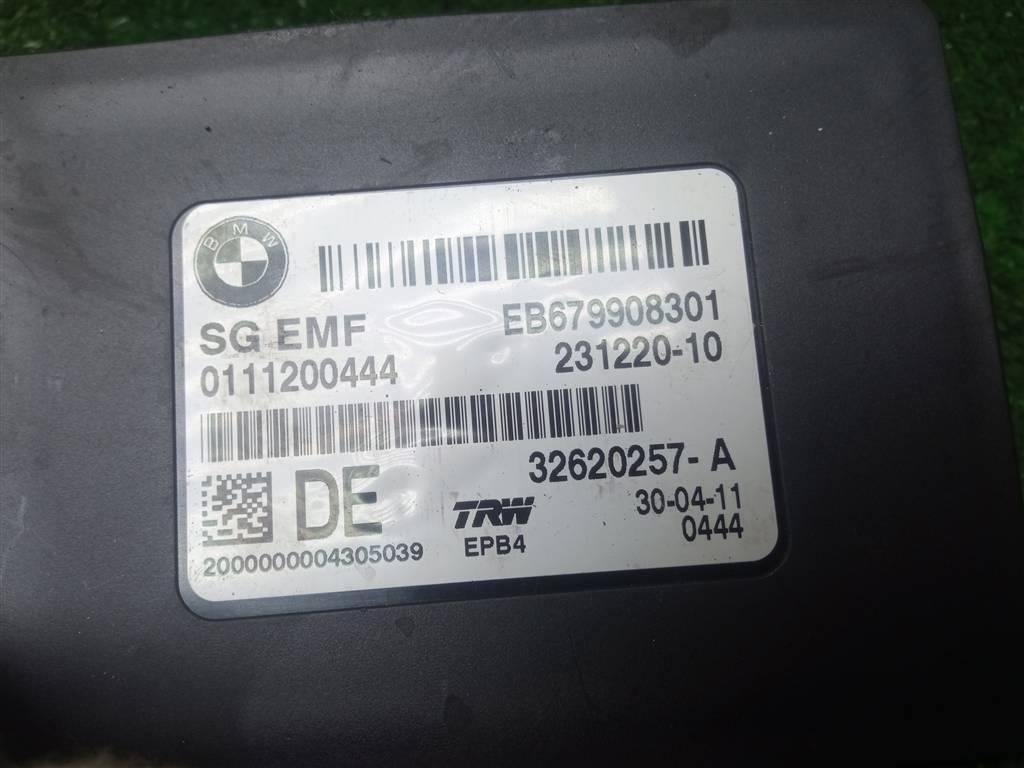 BMW
SG EMF
EB679908301
0111200444
231220-10
32620257-A
DE
TRW
30-04-11
2000000004305039
EPB4
0444